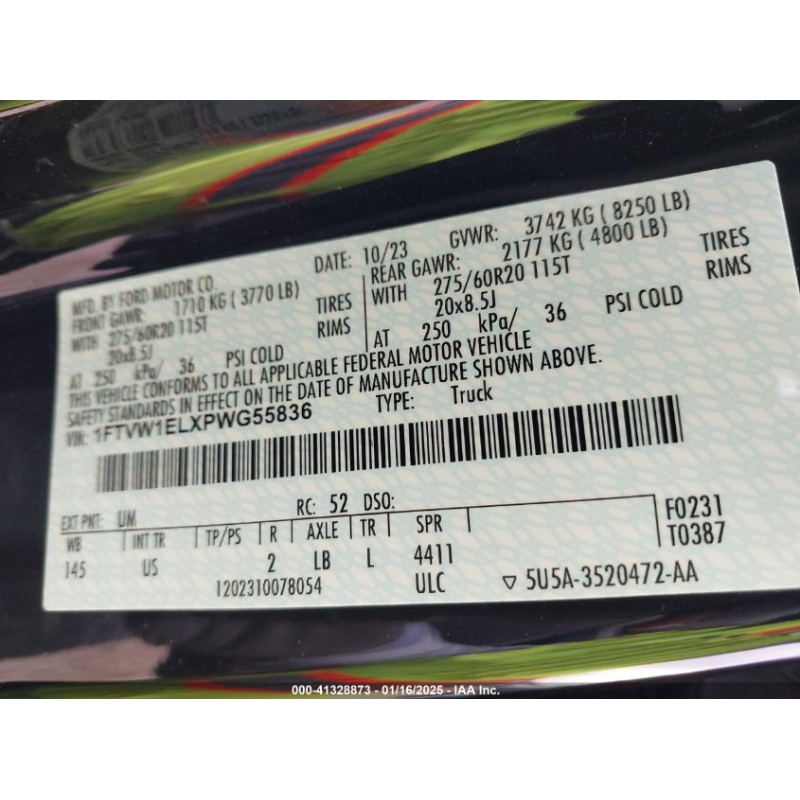 MFD. BY FORD MOTOR CO.
DATE: 10/23 GVWR: 3742 KG ( 8250 LB)
FRONT GAWR: 1710 KG ( 3770 LB)
REAR GAWR: 2177 KG ( 4800 LB)
WITH 275/60R20 115T TIRES
WITH 275/60R20 115T TIRES
20x8.5J RIMS
20x8.5J RIMS
AT 250 kPa/ 36 PSI COLD
AT 250 kPa/ 36 PSI COLD
THIS VEHICLE CONFORMS TO ALL APPLICABLE FEDERAL MOTOR VEHICLE
SAFETY STANDARDS IN EFFECT ON THE DATE OF MANUFACTURE SHOWN ABOVE.
VIN: 1FTVW1ELXPWG55836 TYPE: Truck
EXT PNT: UM RC: 52 DSO:
WB INT TR TP/PS R AXLE TR SPR F0231
145 US 2 LB L 4411 T0387
1202310078054 ULC ▽ 5U5A-3520472-AA
000-41328873 - 01/16/2025 - IAA Inc.